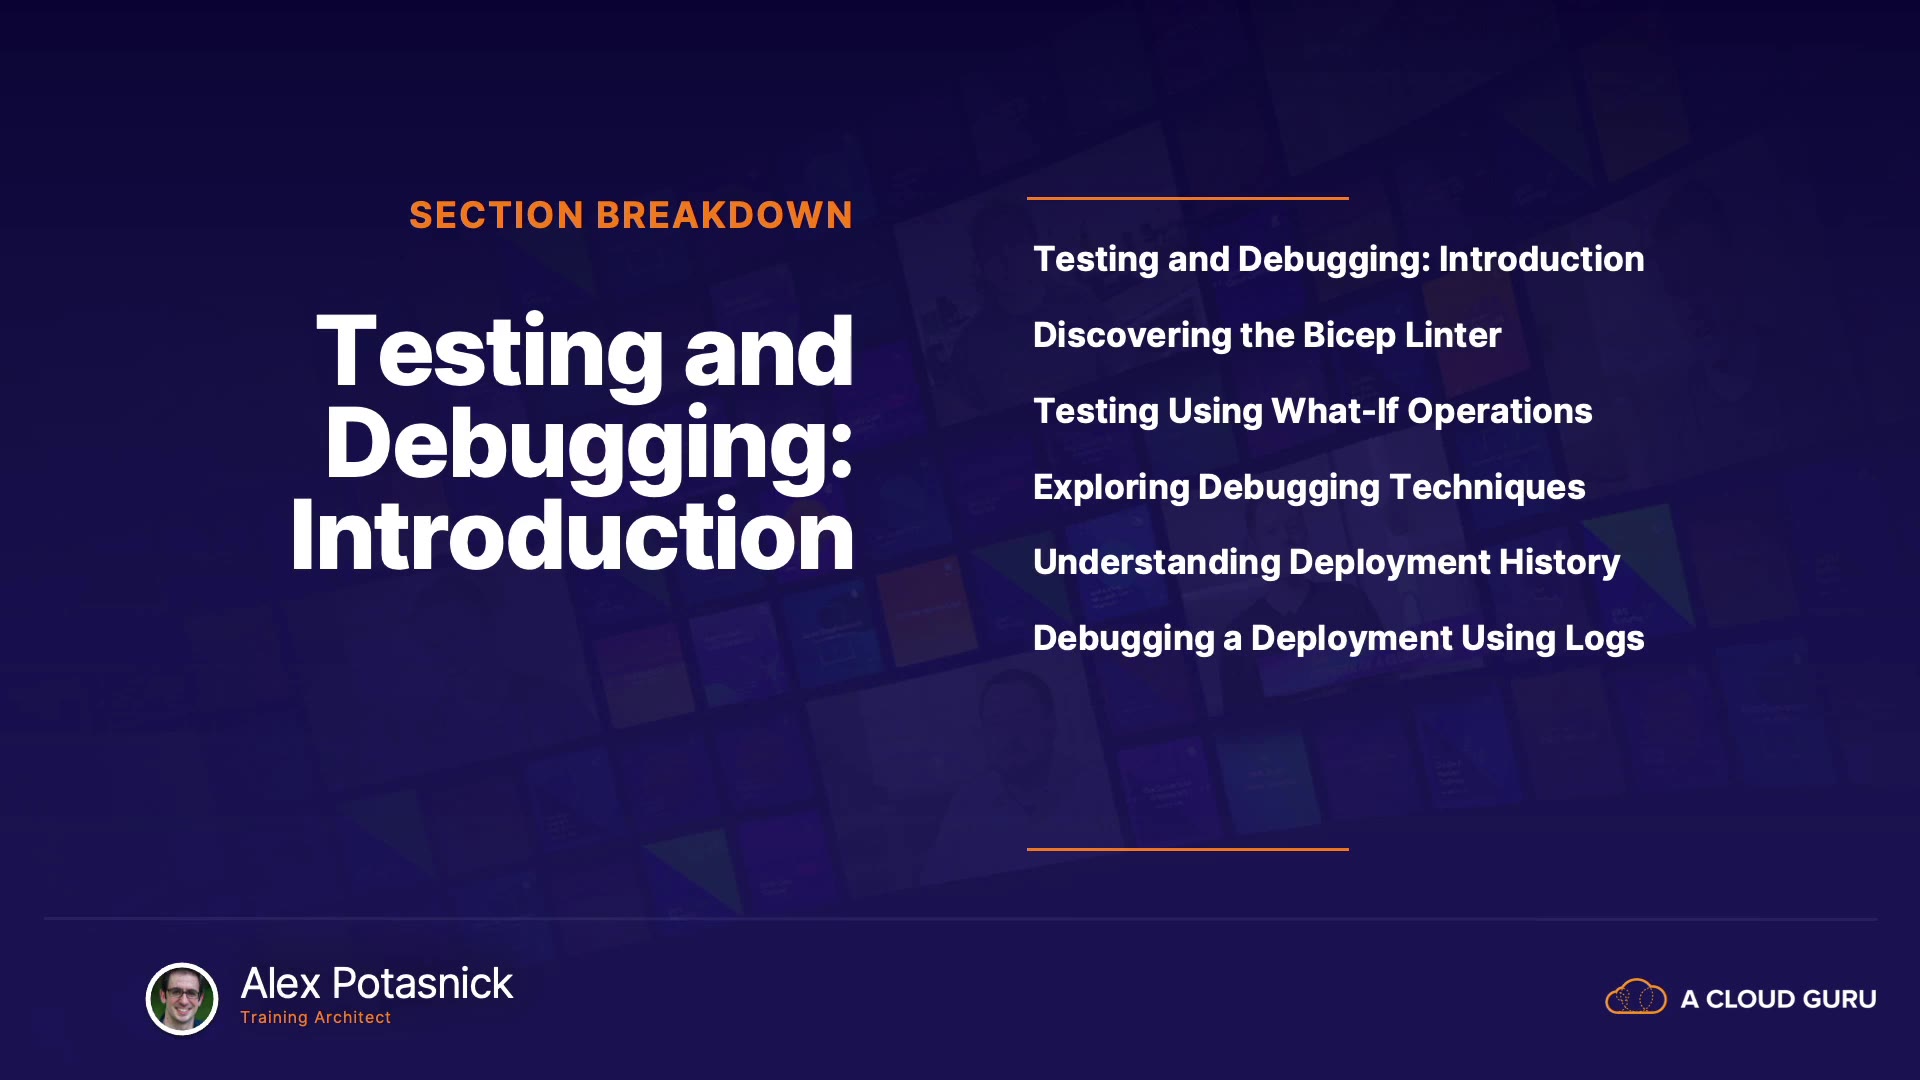 SECTION BREAKDOWN
Testing and
Debugging:
Introduction
Testing and Debugging: Introduction
Discovering the Bicep Linter
Testing Using What-If Operations
Exploring Debugging Techniques
Understanding Deployment History
Debugging a Deployment Using Logs
Alex Potasnick
Training Architect
A CLOUD GURU